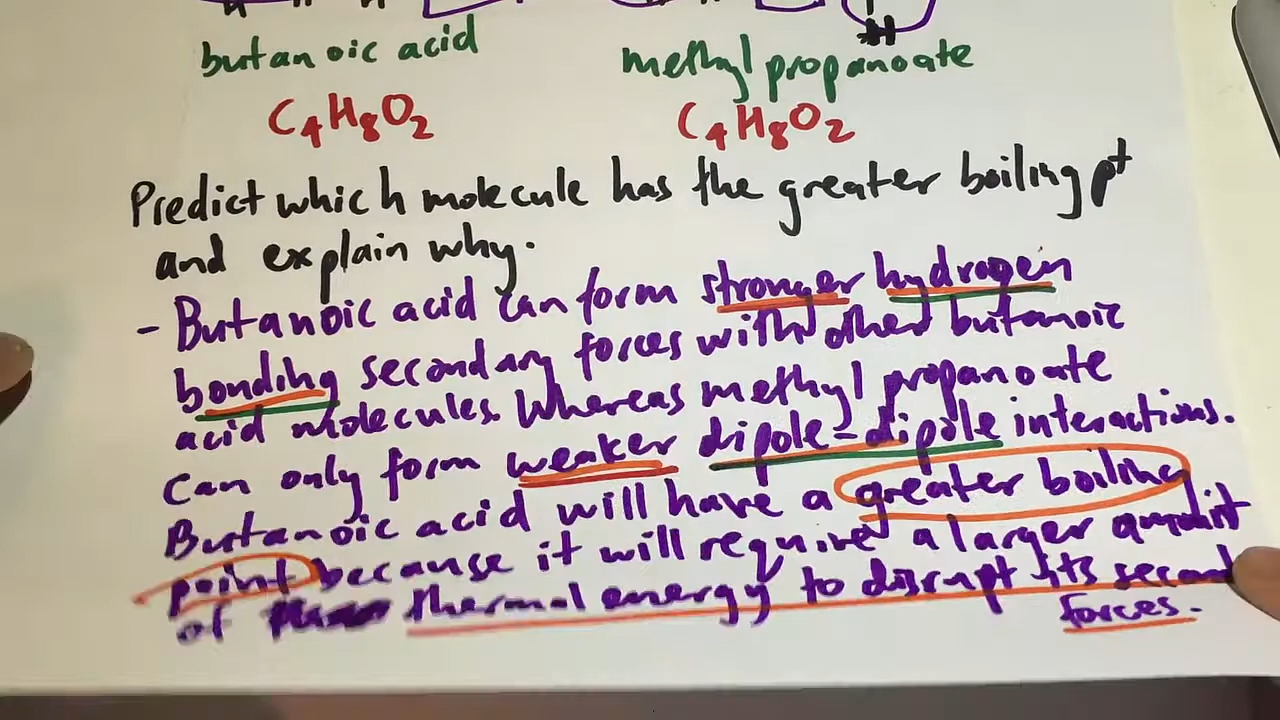 butanoic acid methyl propanoate
C4H8O2 C4H8O2
Predict which molecule has the greater boiling pt
and explain why.
- Butanoic acid can form stronger hydrogen
bonding secondary forces with other butanoic
acid molecules. Whereas methyl propanoate
can only form weaker dipole-dipole interactions.
Butanoic acid will have a greater boiling
point because it will require a larger amount
of thermal energy to disrupt its second
forces.